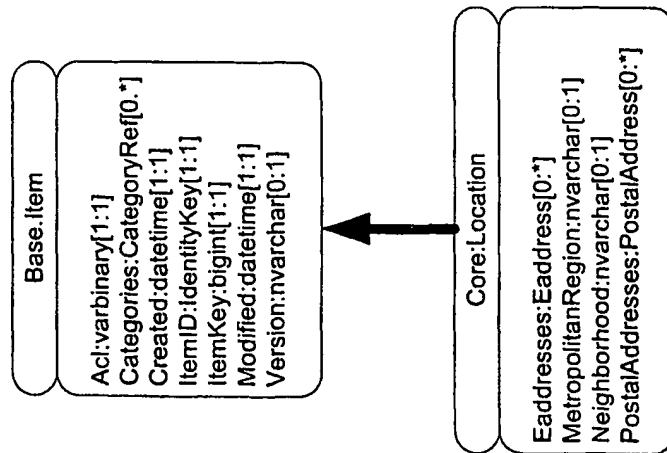 Base.Item
Acl:varbinary[1:1]
Categories:CategoryRef[0.*]
Created:datetime[1:1]
ItemID:IdentityKey[1:1]
ItemKey:bigint[1:1]
Modified:datetime[1:1]
Version:nvarchar[0:1]
Core:Location
Eaddresses:Eaddress[0:*]
MetropolitanRegion:nvarchar[0:1]
Neighborhood:nvarchar[0:1]
PostalAddresses:PostalAddress[0:*]